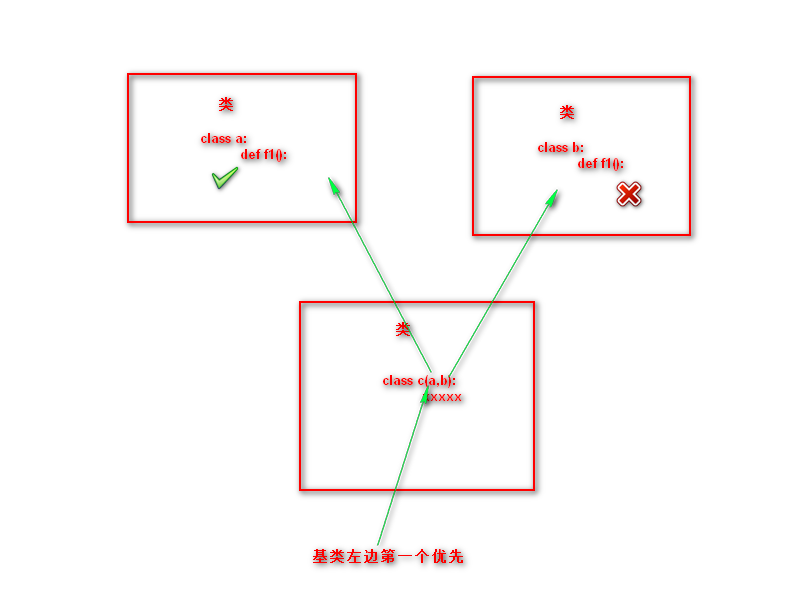 类
class a:
def f1():
类
class b:
def f1():
类
class c(a,b):
xxxxx
基类左边第一个优先